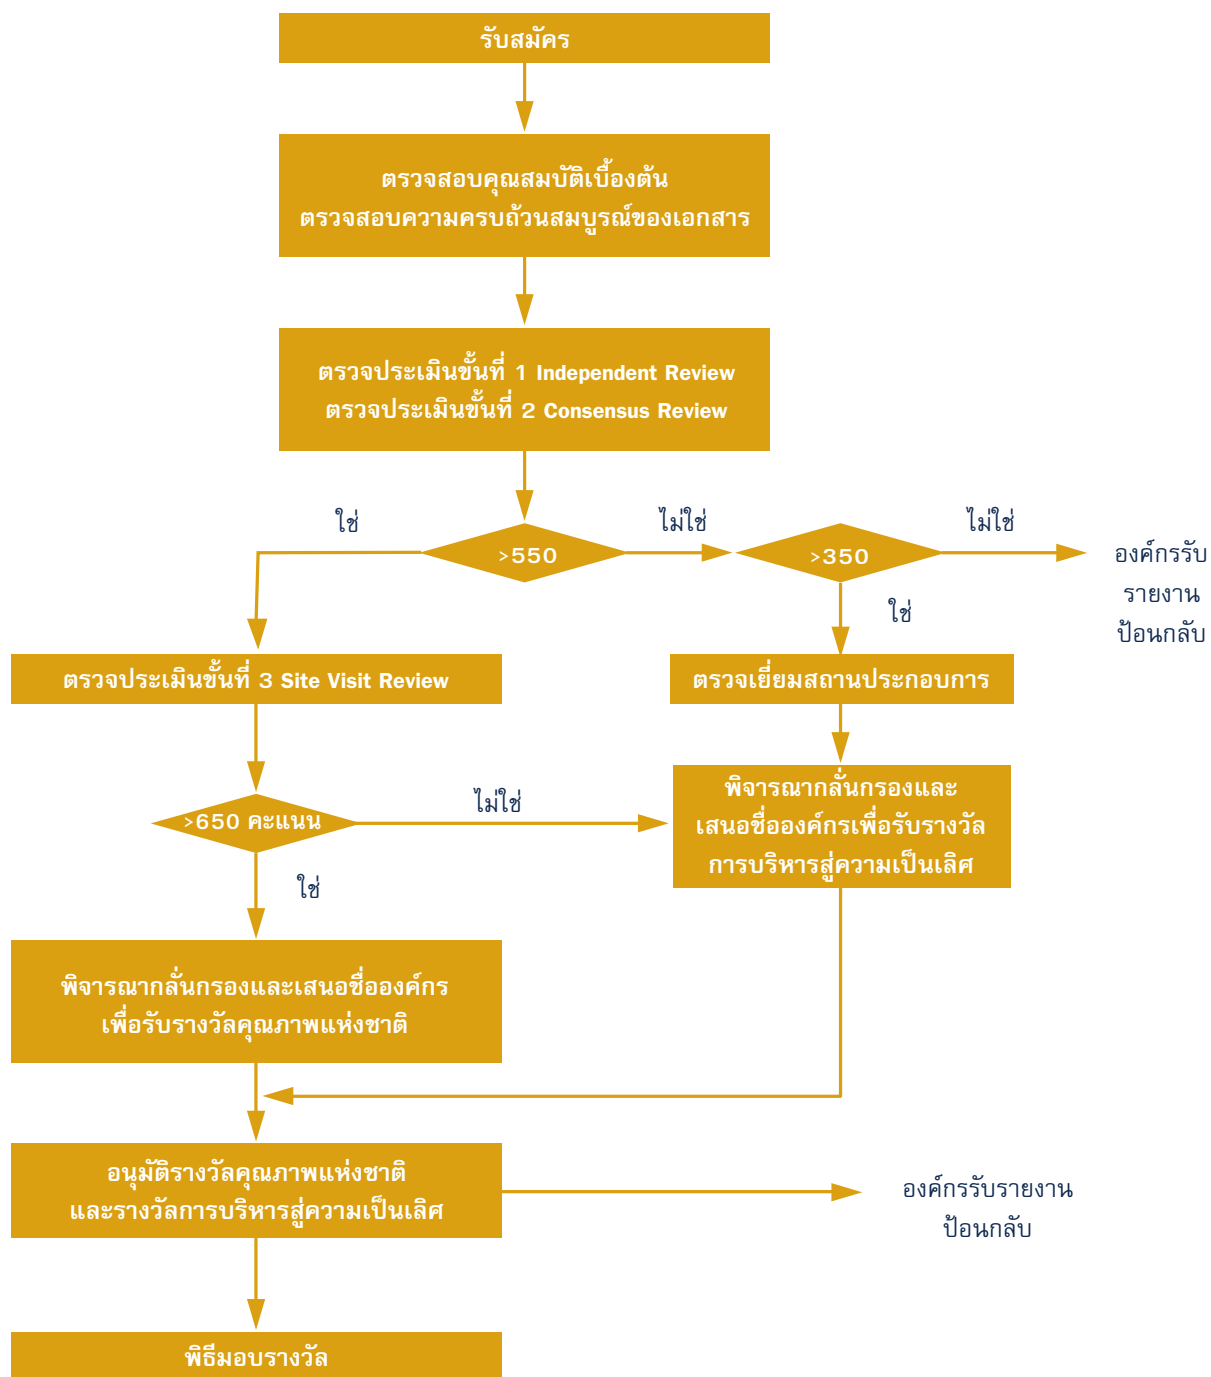 รับสมัคร
ตรวจสอบคุณสมบัติเบื้องต้น
ตรวจสอบความครบถ้วนสมบูรณ์ของเอกสาร
ตรวจประเมินขั้นที่ 1 Independent Review
ตรวจประเมินขั้นที่ 2 Consensus Review
ใช่
>550
ไม่ใช่
>350
ไม่ใช่
องค์กรรับ
รายงาน
ป้อนกลับ
ใช่
ตรวจประเมินขั้นที่ 3 Site Visit Review
ตรวจเยี่ยมสถานประกอบการ
>650 คะแนน
ไม่ใช่
พิจารณากลั่นกรองและ
เสนอชื่อองค์กรเพื่อรับรางวัล
การบริหารสู่ความเป็นเลิศ
ใช่
พิจารณากลั่นกรองและเสนอชื่อองค์กร
เพื่อรับรางวัลคุณภาพแห่งชาติ
อนุมัติรางวัลคุณภาพแห่งชาติ
และรางวัลการบริหารสู่ความเป็นเลิศ
องค์กรรับรายงาน
ป้อนกลับ
พิธีมอบรางวัล